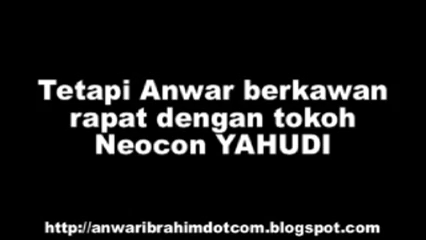 Tetapi Anwar berkawan
rapat dengan tokoh
Neocon YAHUDI
http://anwaribrahimdotcom.blogspot.com